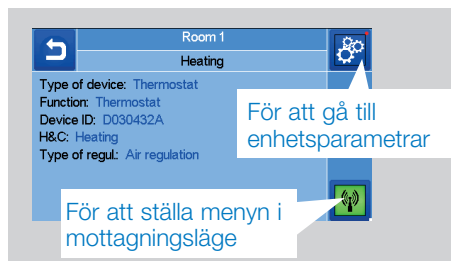 Room 1
Heating
Type of device: Thermostat
Function: Thermostat
Device ID: D030432A
H&C: Heating
Type of regul.: Air regulation
För att gå till
enhetsparametrar
För att ställa menyn i
mottagningsläge